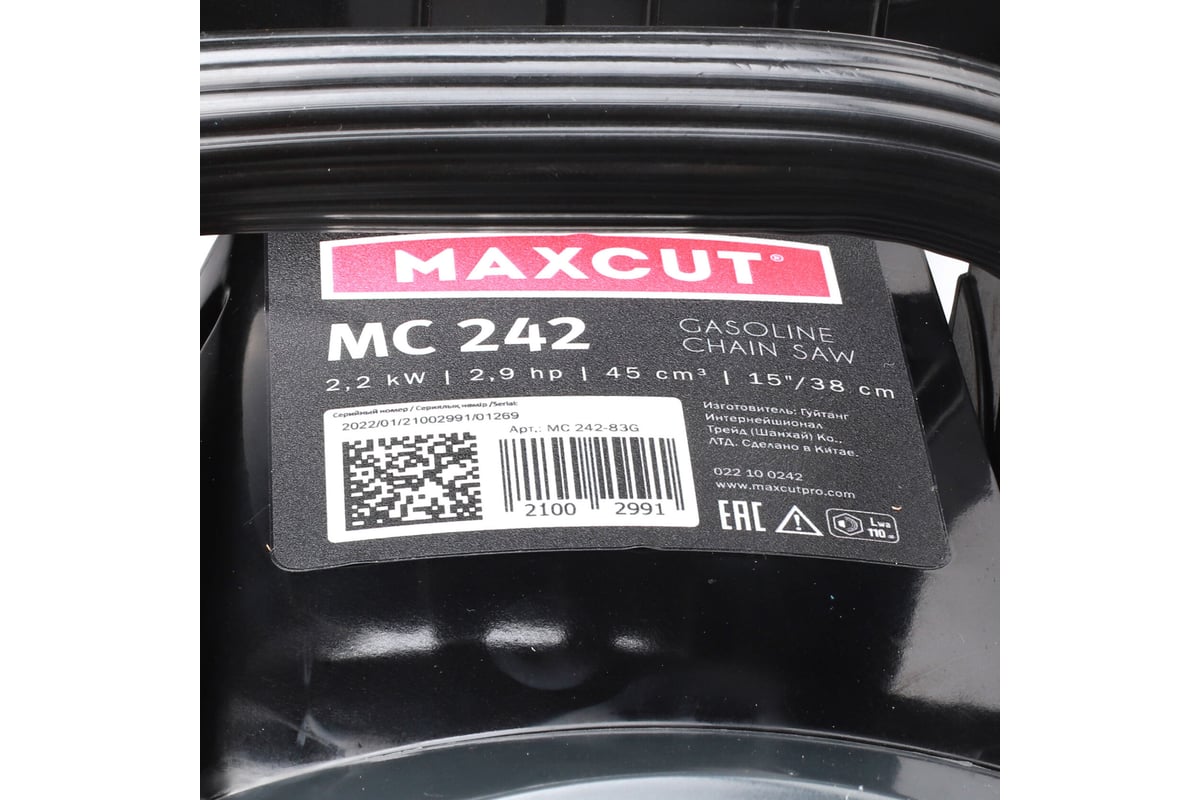 MAXCUT®
MC 242
GASOLINE
CHAIN SAW
2,2 kW | 2,9 hp | 45 cm³ | 15"/38 cm
Серийный номер / Сериялық нөмір /Serial:
2022/01/21002991/01269
Арт.: MC 242-83G
2100 2991
Изготовитель: Гуйтанг
Интернейшионал
Трейд (Шанхай) Ко.,
ЛТД. Сделано в Китае.
022 10 0242
www.maxcutpro.com
EAC
LWA
110 dB